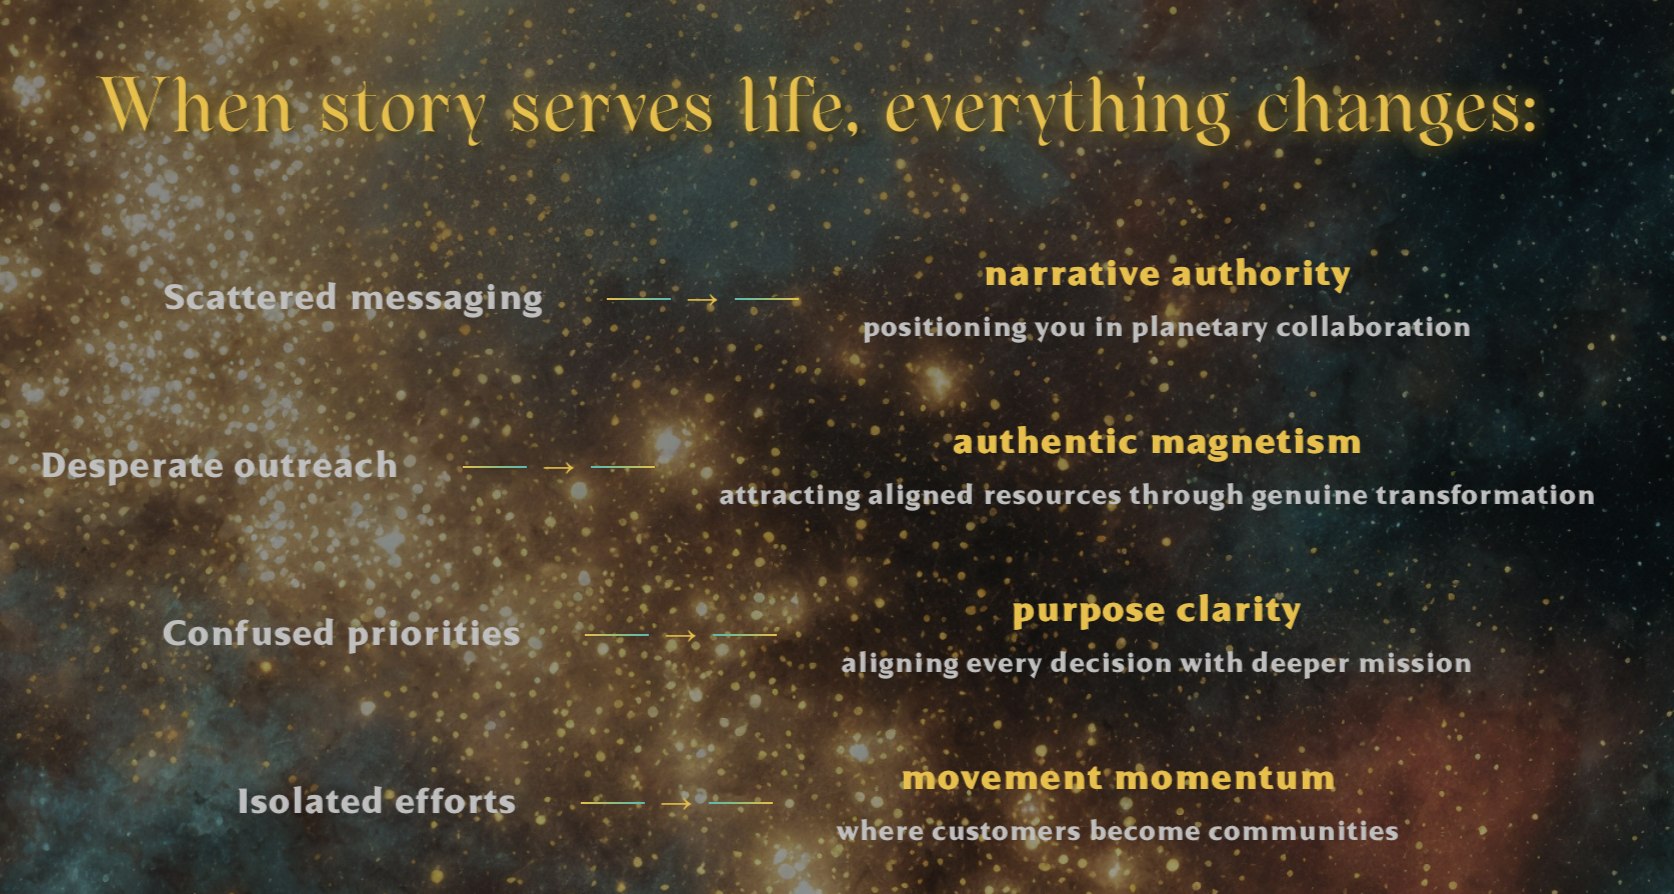 When story serves life, everything changes:
Scattered messaging → narrative authority
positioning you in planetary collaboration
Desperate outreach → authentic magnetism
attracting aligned resources through genuine transformation
Confused priorities → purpose clarity
aligning every decision with deeper mission
Isolated efforts → movement momentum
where customers become communities